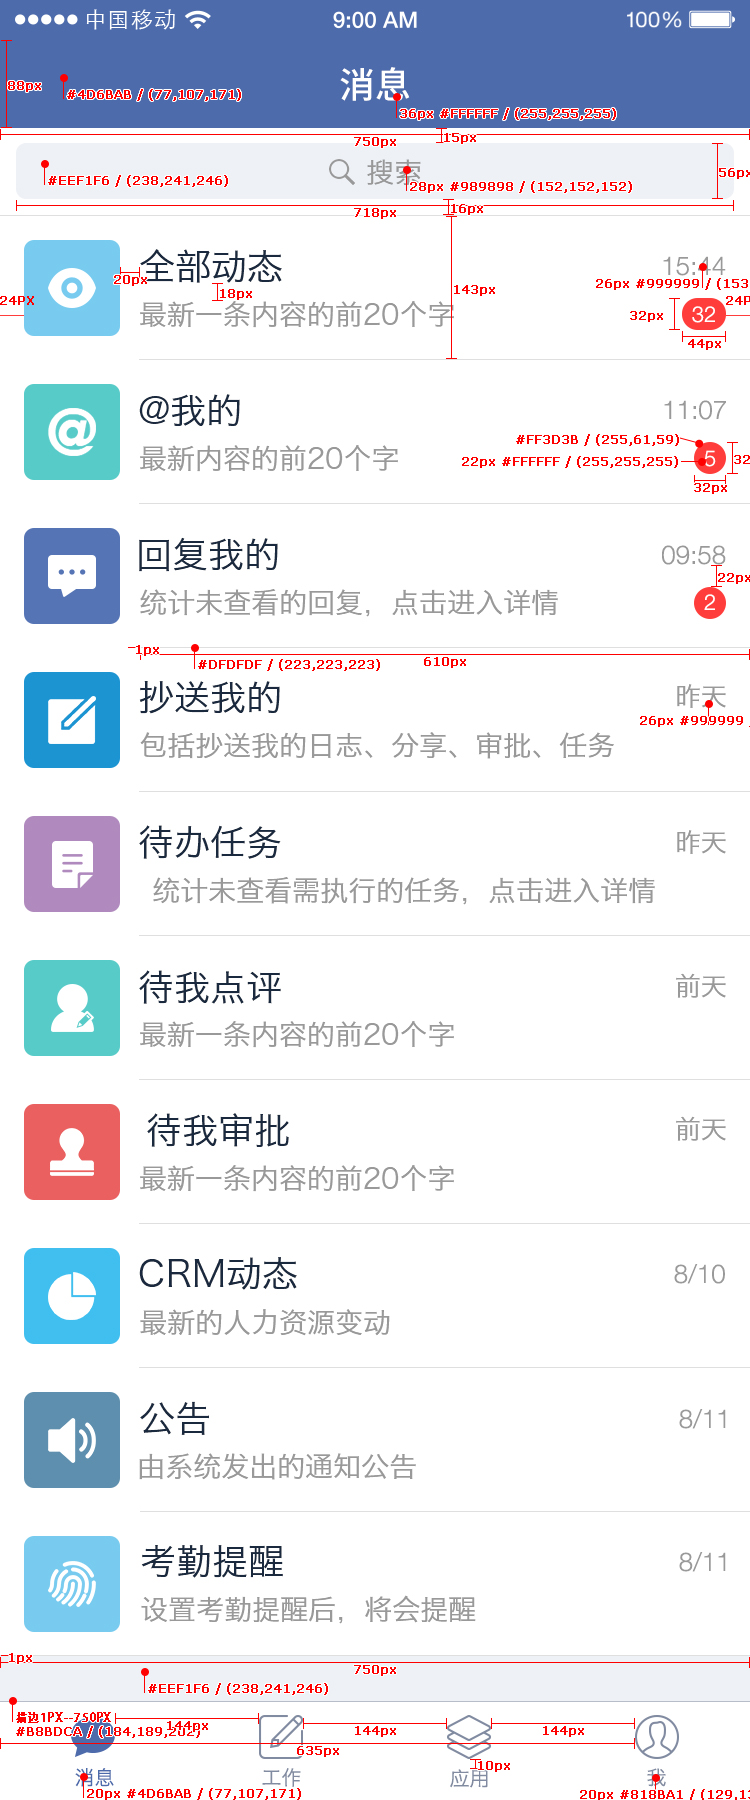 中国移动 9:00 AM 100%
消息
88px
#4D6BAB / (77,107,171)
36px #FFFFFF / (255,255,255)
750px 15px
搜索
#EEF1F6 / (238,241,246)
28px #989898 / (152,152,152)
56px
718px 16px
全部动态 15:44
20px
26px #999999 / (153
18px 143px
24PX 24P
最新一条内容的前20个字 32px 32
44px
@我的 11:07
#FF3D3B / (255,61,59)
最新内容的前20个字 22px #FFFFFF / (255,255,255) 5 32
32px
回复我的 09:58
22px
统计未查看的回复，点击进入详情 2
1px
#DFDFDF / (223,223,223) 610px
抄送我的 昨天
26px #999999 /
包括抄送我的日志、分享、审批、任务
待办任务 昨天
统计未查看需执行的任务，点击进入详情
待我点评 前天
最新一条内容的前20个字
待我审批 前天
最新一条内容的前20个字
CRM动态 8/10
最新的人力资源变动
公告 8/11
由系统发出的通知公告
考勤提醒 8/11
设置考勤提醒后，将会提醒
1px
750px
#EEF1F6 / (238,241,246)
描边1PX--750PX
#B8BDCA / (184,189,202)
144px 144px 144px
635px
10px
消息 工作 应用 我
20px #4D6BAB / (77,107,171) 20px #818BA1 / (129,13